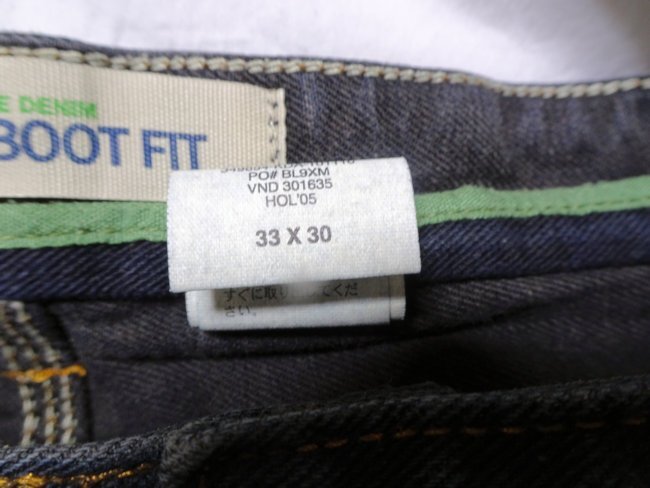 E DENIM
BOOT FIT
PO# BL9XM
VND 301635
HOL'05
33 X 30
すぐに取 てくだ
さい。